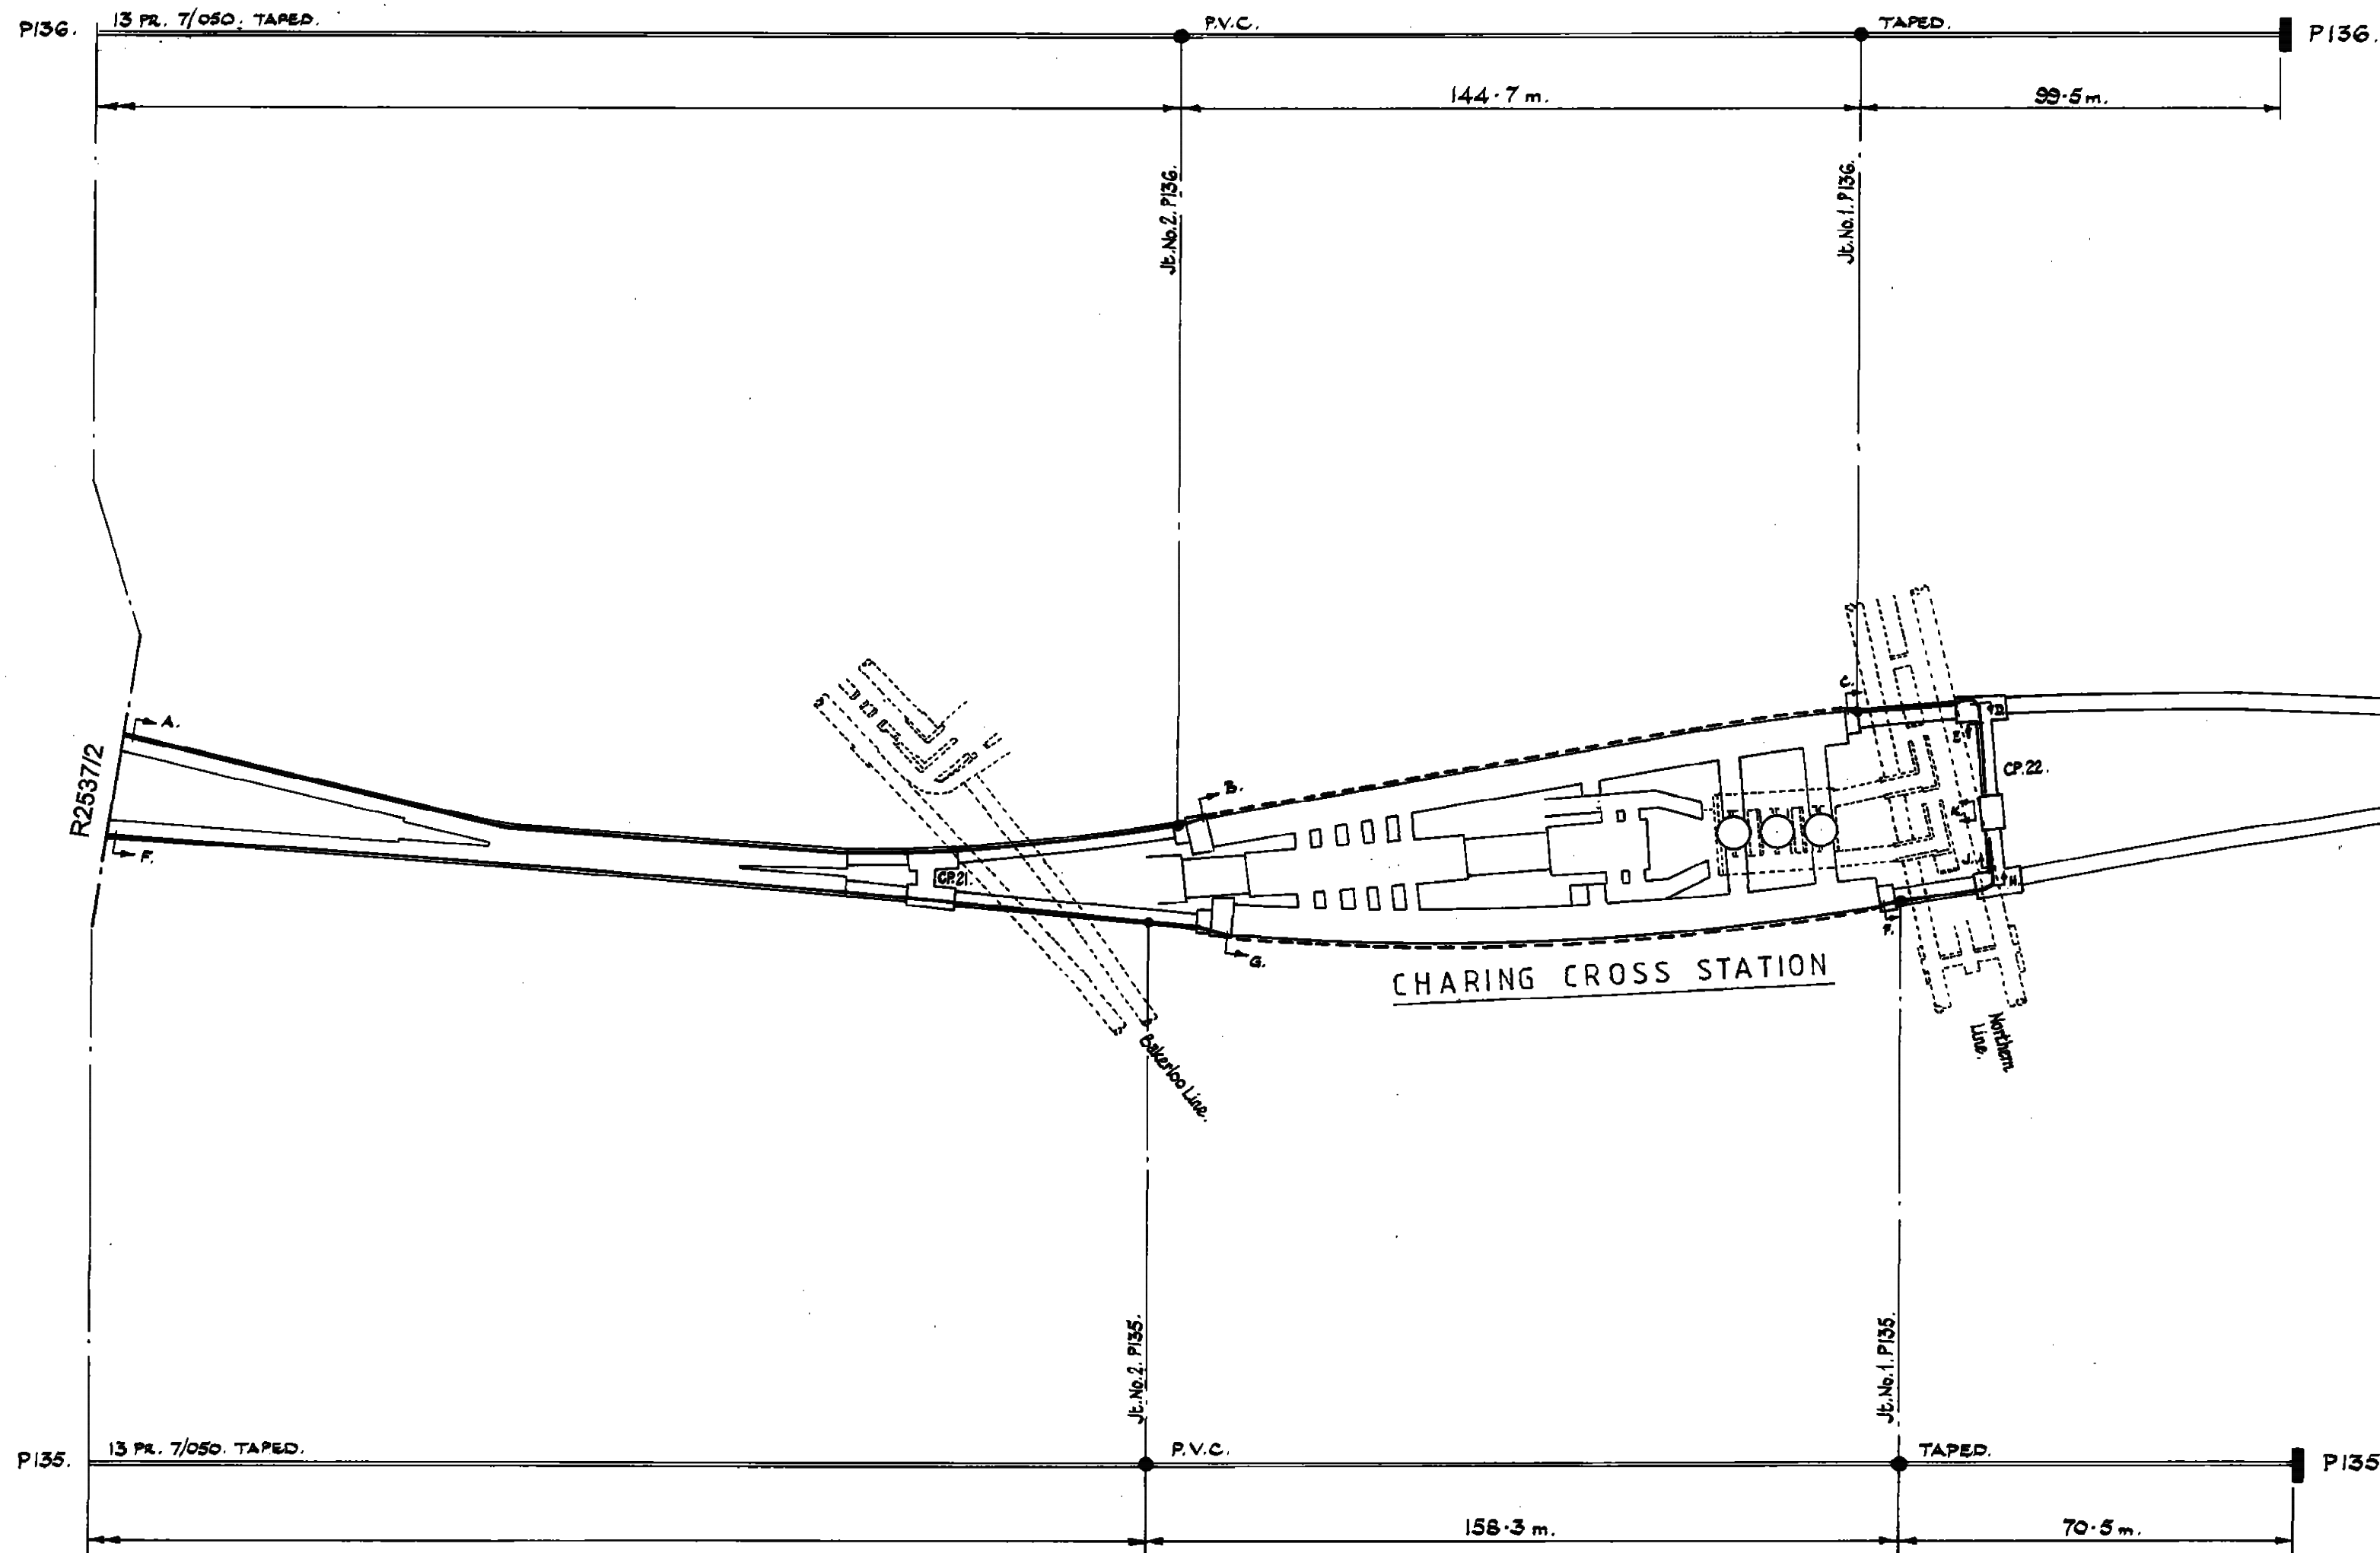 P136. 13 PR. 7/050. TAPED. P.V.C. TAPED. P136.
144.7 m. 99.5 m.
Jt.No.2. P136.
Jt.No.1. P136.
R2537/2
A.
F.
CP.21.
B.
G.
C.
D.
E.
CP.22.
K.
J.
H.
P.
CHARING CROSS STATION
Bakerloo Line.
Northern
Line.
Jt.No.2. P135.
Jt.No.1. P135.
P135. 13 PR. 7/050. TAPED. P.V.C. TAPED. P135
158.3 m. 70.5 m.